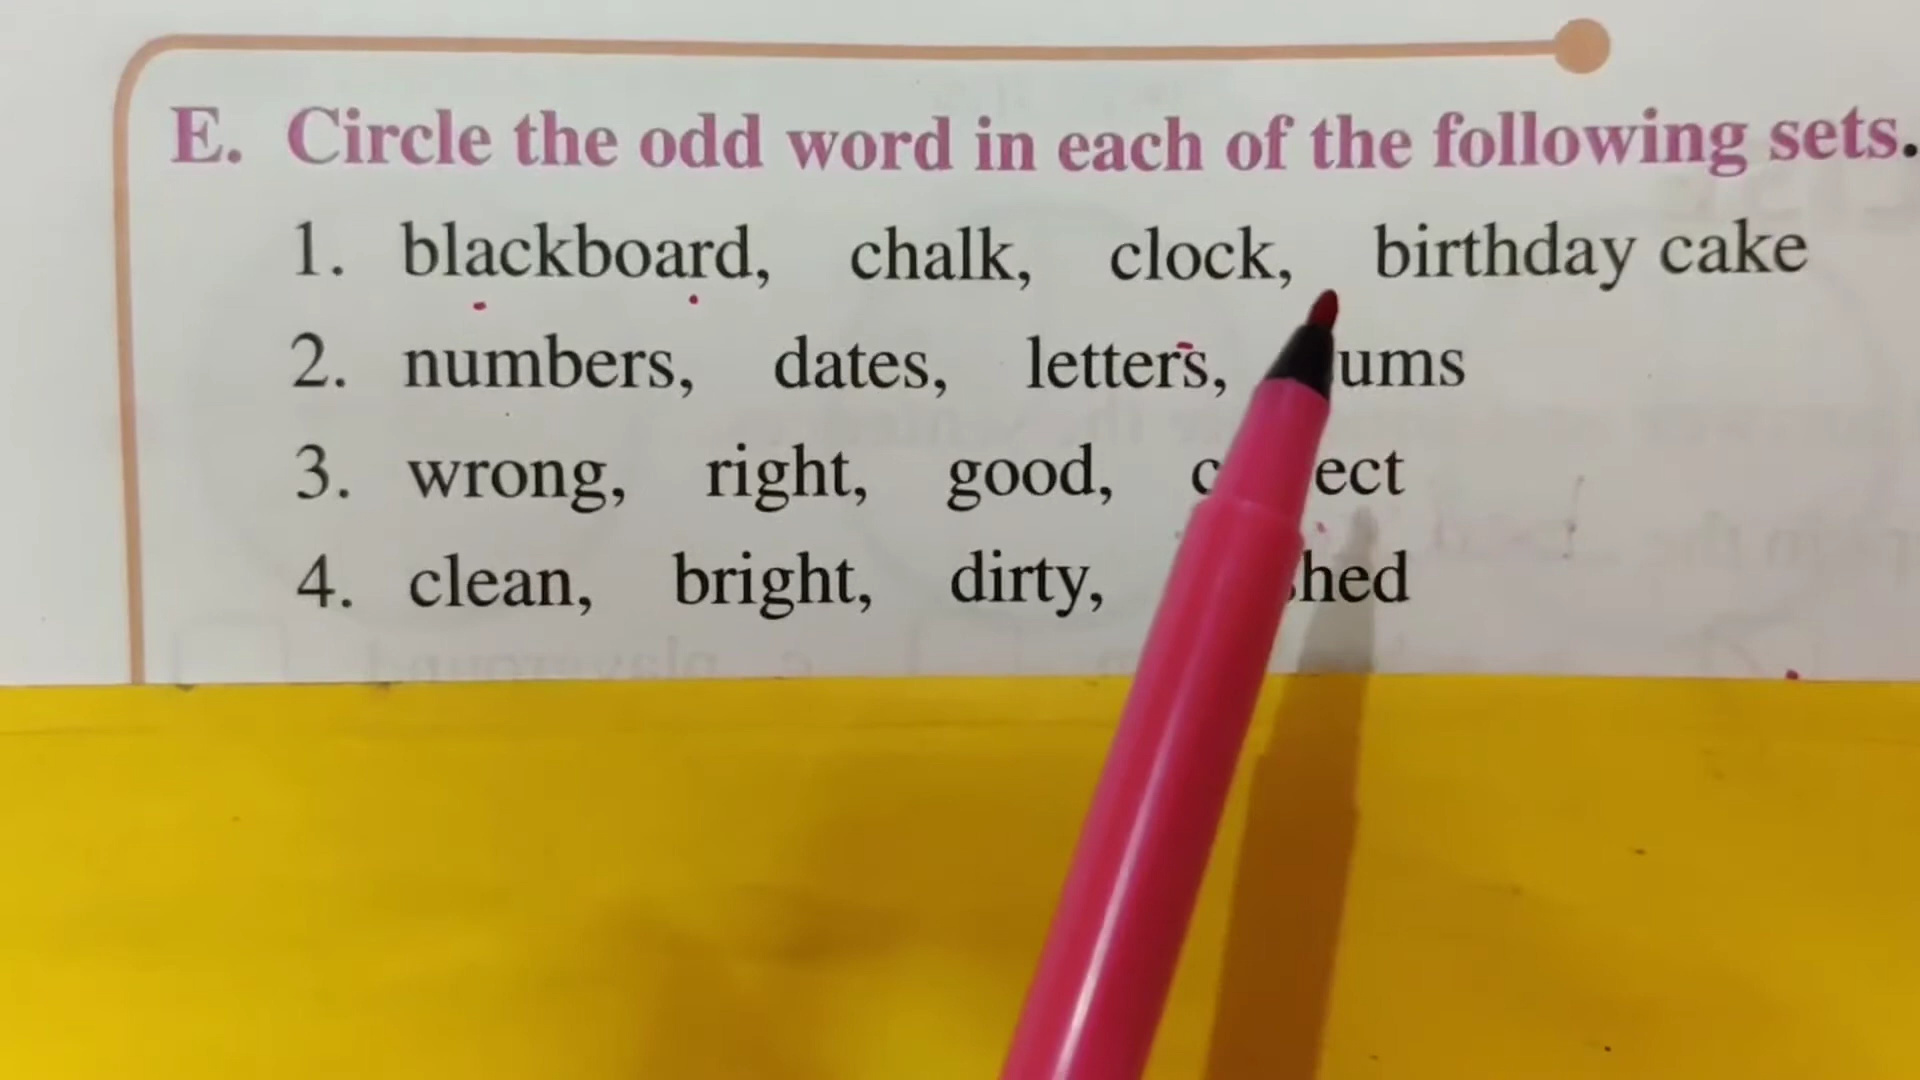 E. Circle the odd word in each of the following sets.
1. blackboard, chalk, clock, birthday cake
2. numbers, dates, letters,
3. wrong, right, good,
4. clean, bright, dirty,